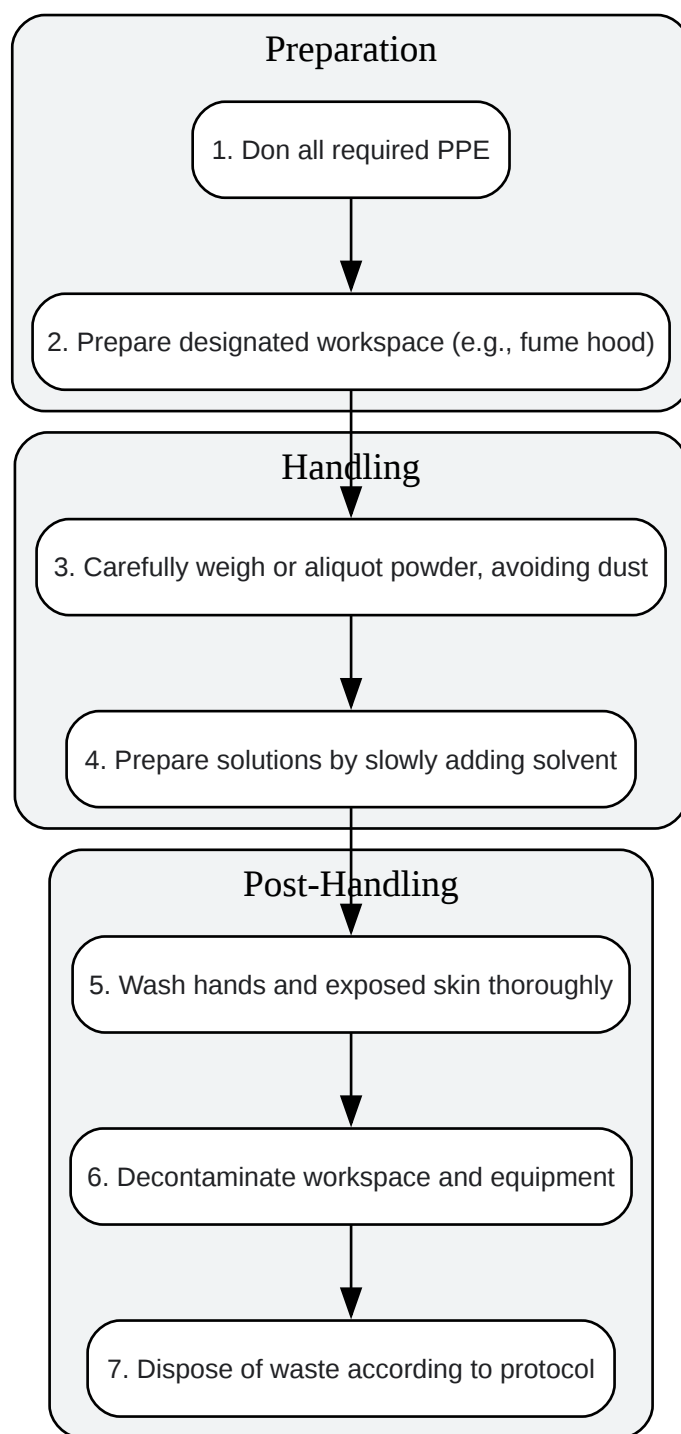 Preparation
1. Don all required PPE
2. Prepare designated workspace (e.g., fume hood)
Handling
3. Carefully weigh or aliquot powder, avoiding dust
4. Prepare solutions by slowly adding solvent
Post-Handling
5. Wash hands and exposed skin thoroughly
6. Decontaminate workspace and equipment
7. Dispose of waste according to protocol